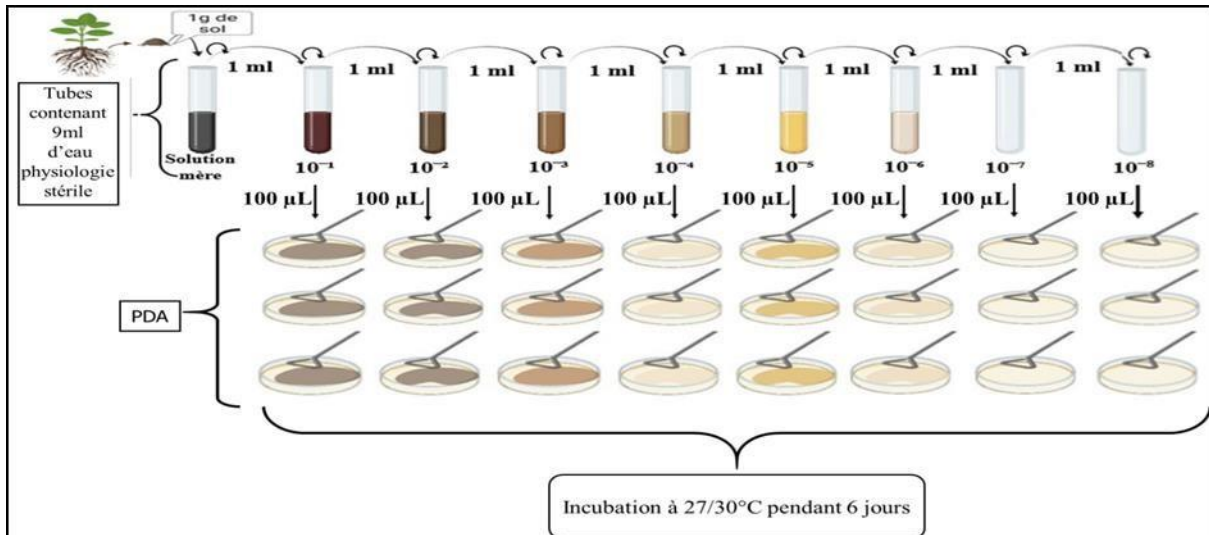 1g de
sol
1 ml 1 ml 1 ml 1 ml 1 ml 1 ml 1 ml 1 ml
Tubes
contenant
9ml
d'eau
physiologie
stérile
Solution
mère
10⁻¹ 10⁻² 10⁻³ 10⁻⁴ 10⁻⁵ 10⁻⁶ 10⁻⁷ 10⁻⁸
100 µL 100 µL 100 µL 100 µL 100 µL 100 µL 100 µL 100 µL
PDA
Incubation à 27/30°C pendant 6 jours